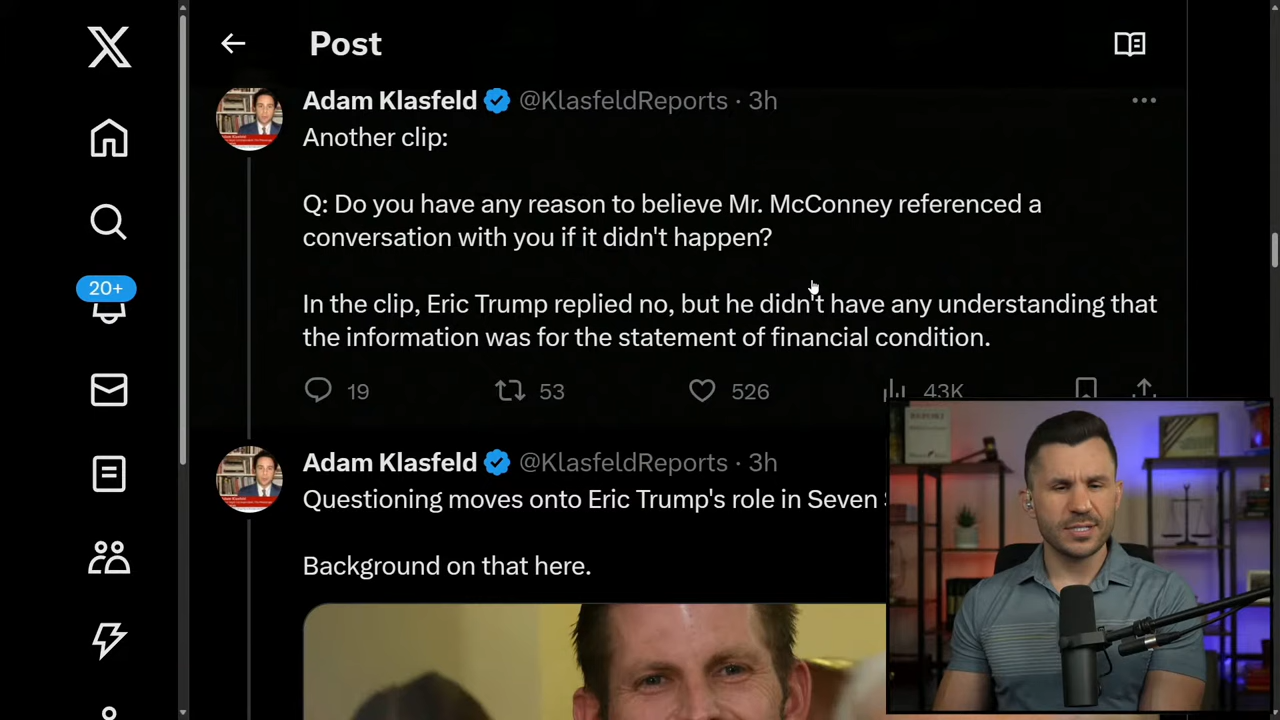 Post
Adam Klasfeld @KlasfeldReports · 3h
Another clip:
Q: Do you have any reason to believe Mr. McConney referenced a
conversation with you if it didn't happen?
20+
In the clip, Eric Trump replied no, but he didn't have any understanding that
the information was for the statement of financial condition.
19 53 526 43K
Adam Klasfeld @KlasfeldReports · 3h
Questioning moves onto Eric Trump's role in Seven
Background on that here.
REPORT